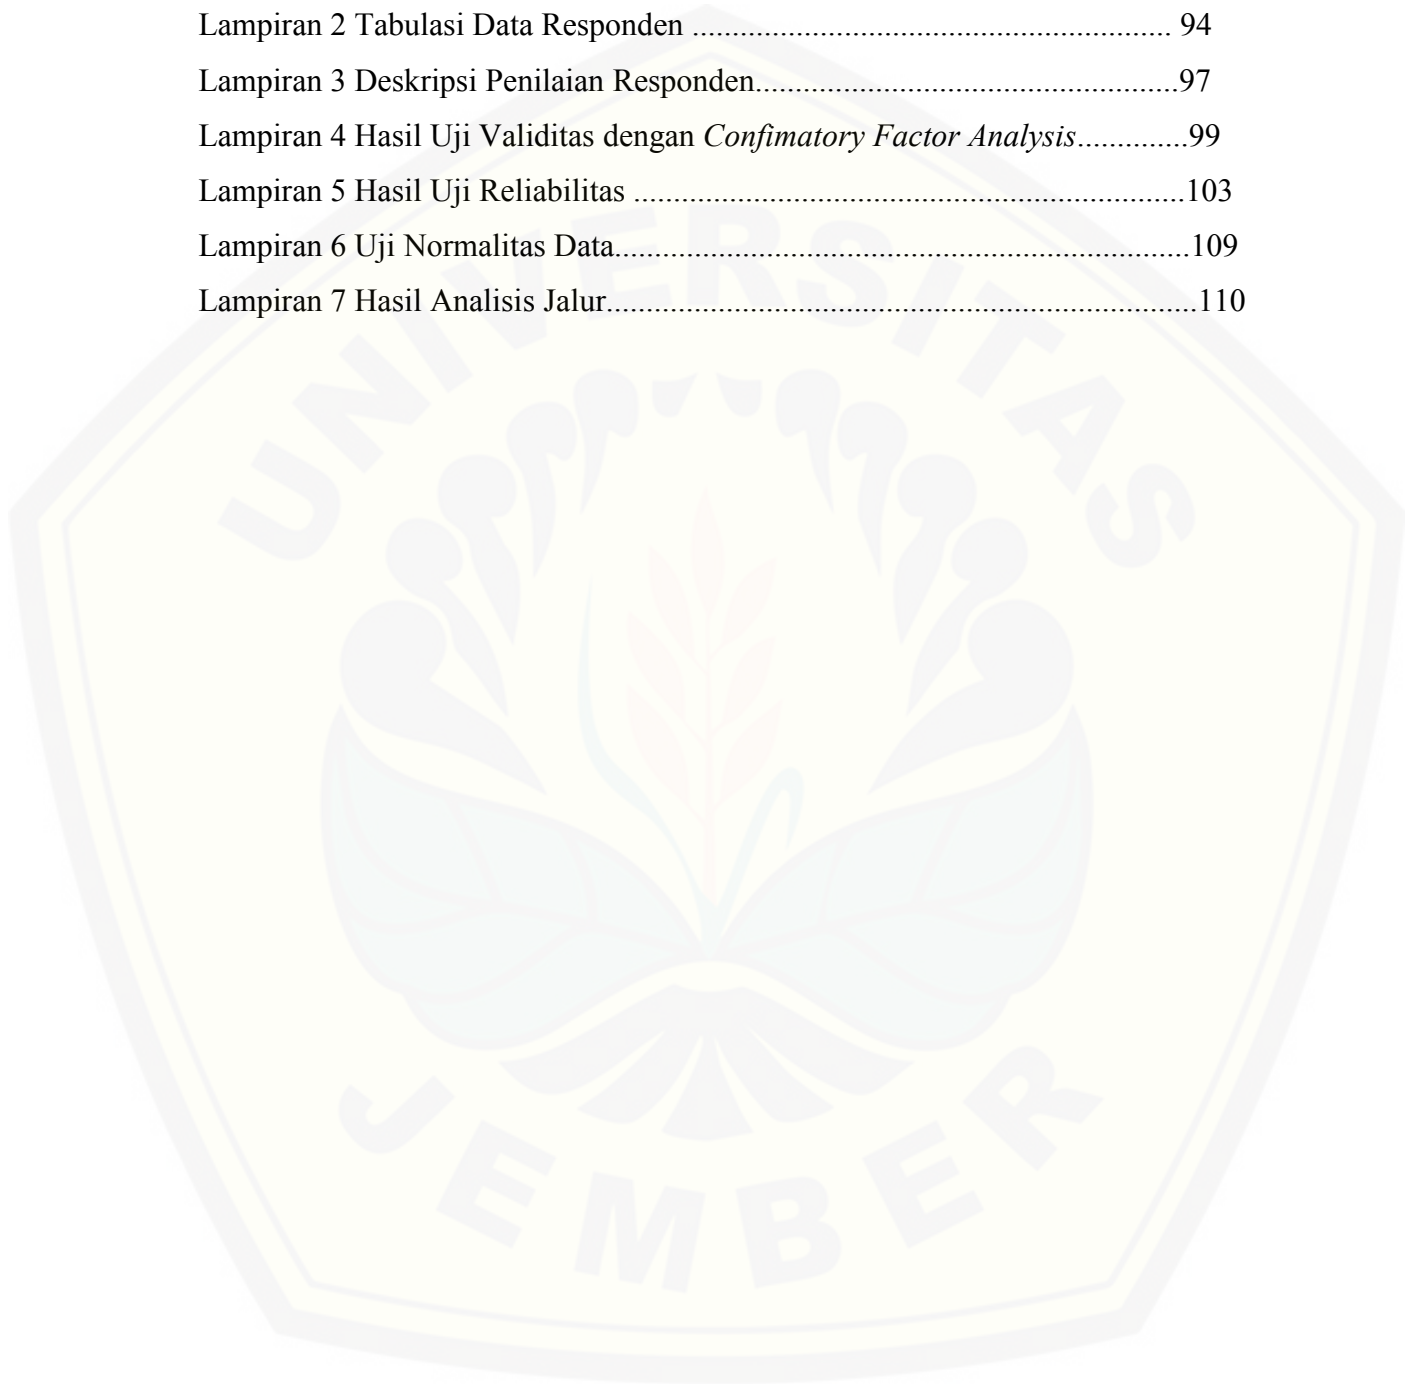 Lampiran 2 Tabulasi Data Responden ............................................................ 94
Lampiran 3 Deskripsi Penilaian Responden.....................................................97
Lampiran 4 Hasil Uji Validitas dengan Confimatory Factor Analysis..............99
Lampiran 5 Hasil Uji Reliabilitas .....................................................................103
Lampiran 6 Uji Normalitas Data........................................................................109
Lampiran 7 Hasil Analisis Jalur..........................................................................110
UNIVERSITAS
JEMBER